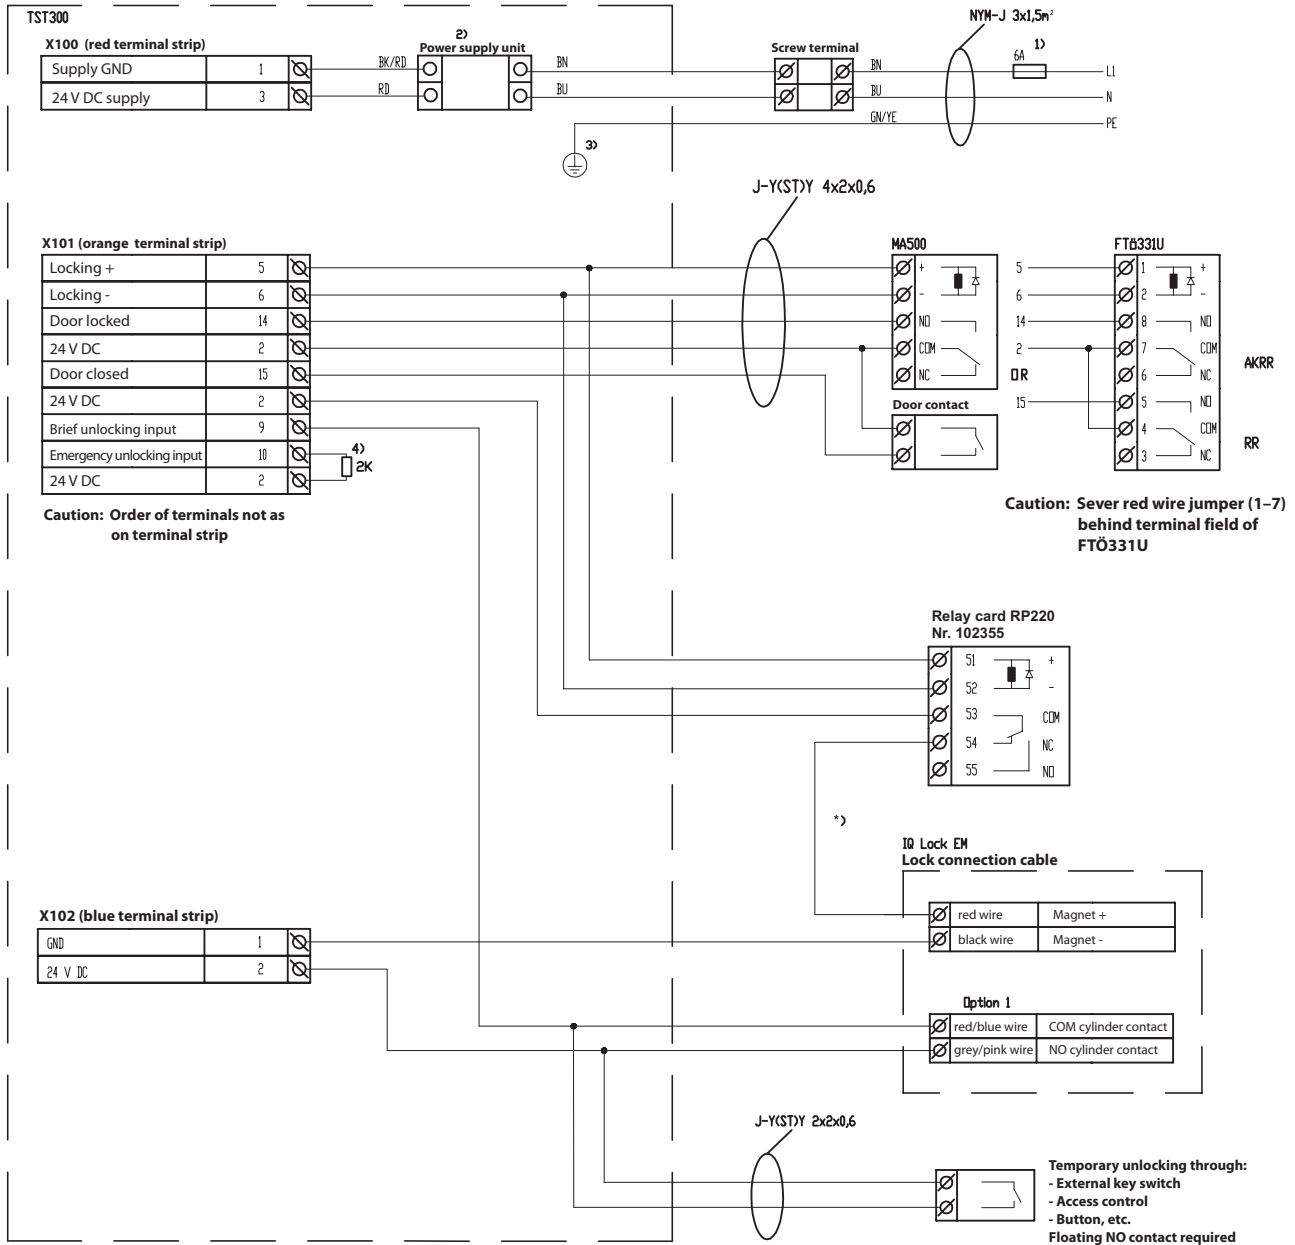 TST300
NYM-J 3x1,5m²
X100 (red terminal strip)
2)
Power supply unit
Screw terminal
6A 1)
Supply GND 1 BK/RD BN BN L1
24 V DC supply 3 RD BU BU N
GN/YE PE
3)
J-Y(ST)Y 4x2x0,6
X101 (orange terminal strip)
MA500
FTÖ331U
Locking + 5 + 5 1 +
Locking - 6 - 6 2 -
Door locked 14 NO 14 8 NO
24 V DC 2 COM 2 7 COM
AKRR
Door closed 15 NC OR 6 NC
24 V DC 2 Door contact 15 5 NO
Brief unlocking input 9 4 COM
RR
Emergency unlocking input 10 3 NC
24 V DC 2
4)
2K
Caution: Order of terminals not as
on terminal strip
Caution: Sever red wire jumper (1–7)
behind terminal field of
FTÖ331U
Relay card RP220
Nr. 102355
51 +
52 -
53 COM
54 NC
55 NO
*)
IQ Lock EM
Lock connection cable
red wire Magnet +
black wire Magnet -
X102 (blue terminal strip)
GND 1
24 V DC 2
Option 1
red/blue wire COM cylinder contact
grey/pink wire NO cylinder contact
J-Y(ST)Y 2x2x0,6
Temporary unlocking through:
- External key switch
- Access control
- Button, etc.
Floating NO contact required